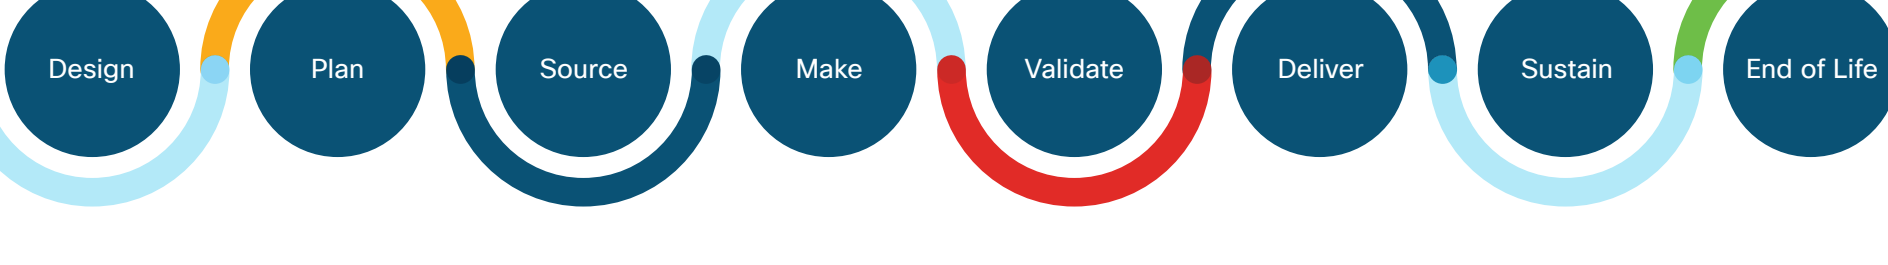 Design
Plan
Source
Make
Validate
Deliver
Sustain
End of Life